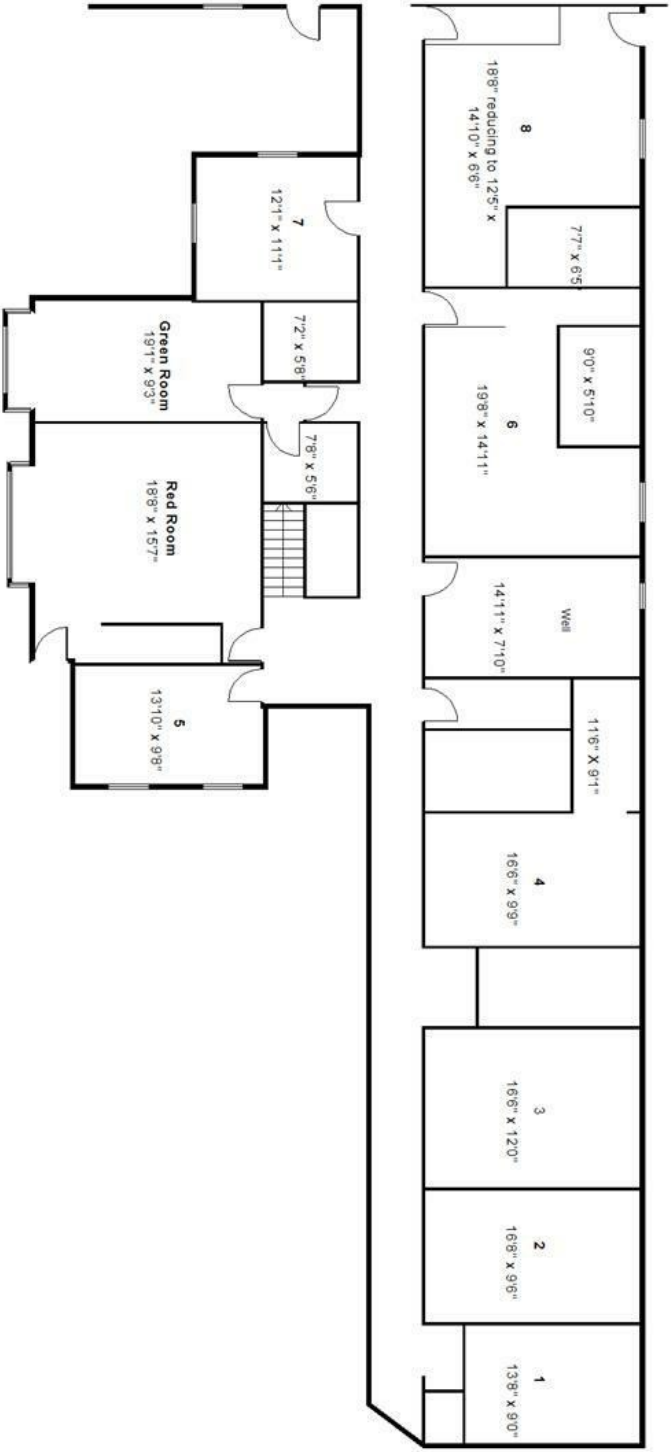 8
18'8" reducing to 12'5" x
14'10" x 6'6"
7'7" x 6'5'
9'0" x 5'10"
6
19'8" x 14'11"
Well
14'11" x 7'10"
11'6" X 9'1"
4
16'6" x 9'9"
3
16'6" x 12'0"
2
16'8" x 9'6"
1
13'8" x 9'0"
7
12'1" x 11'1"
7'2" x 5'8"
7'8" x 5'6"
Green Room
19'1" x 9'3"
Red Room
18'8" x 15'7"
5
13'10" x 9'8"